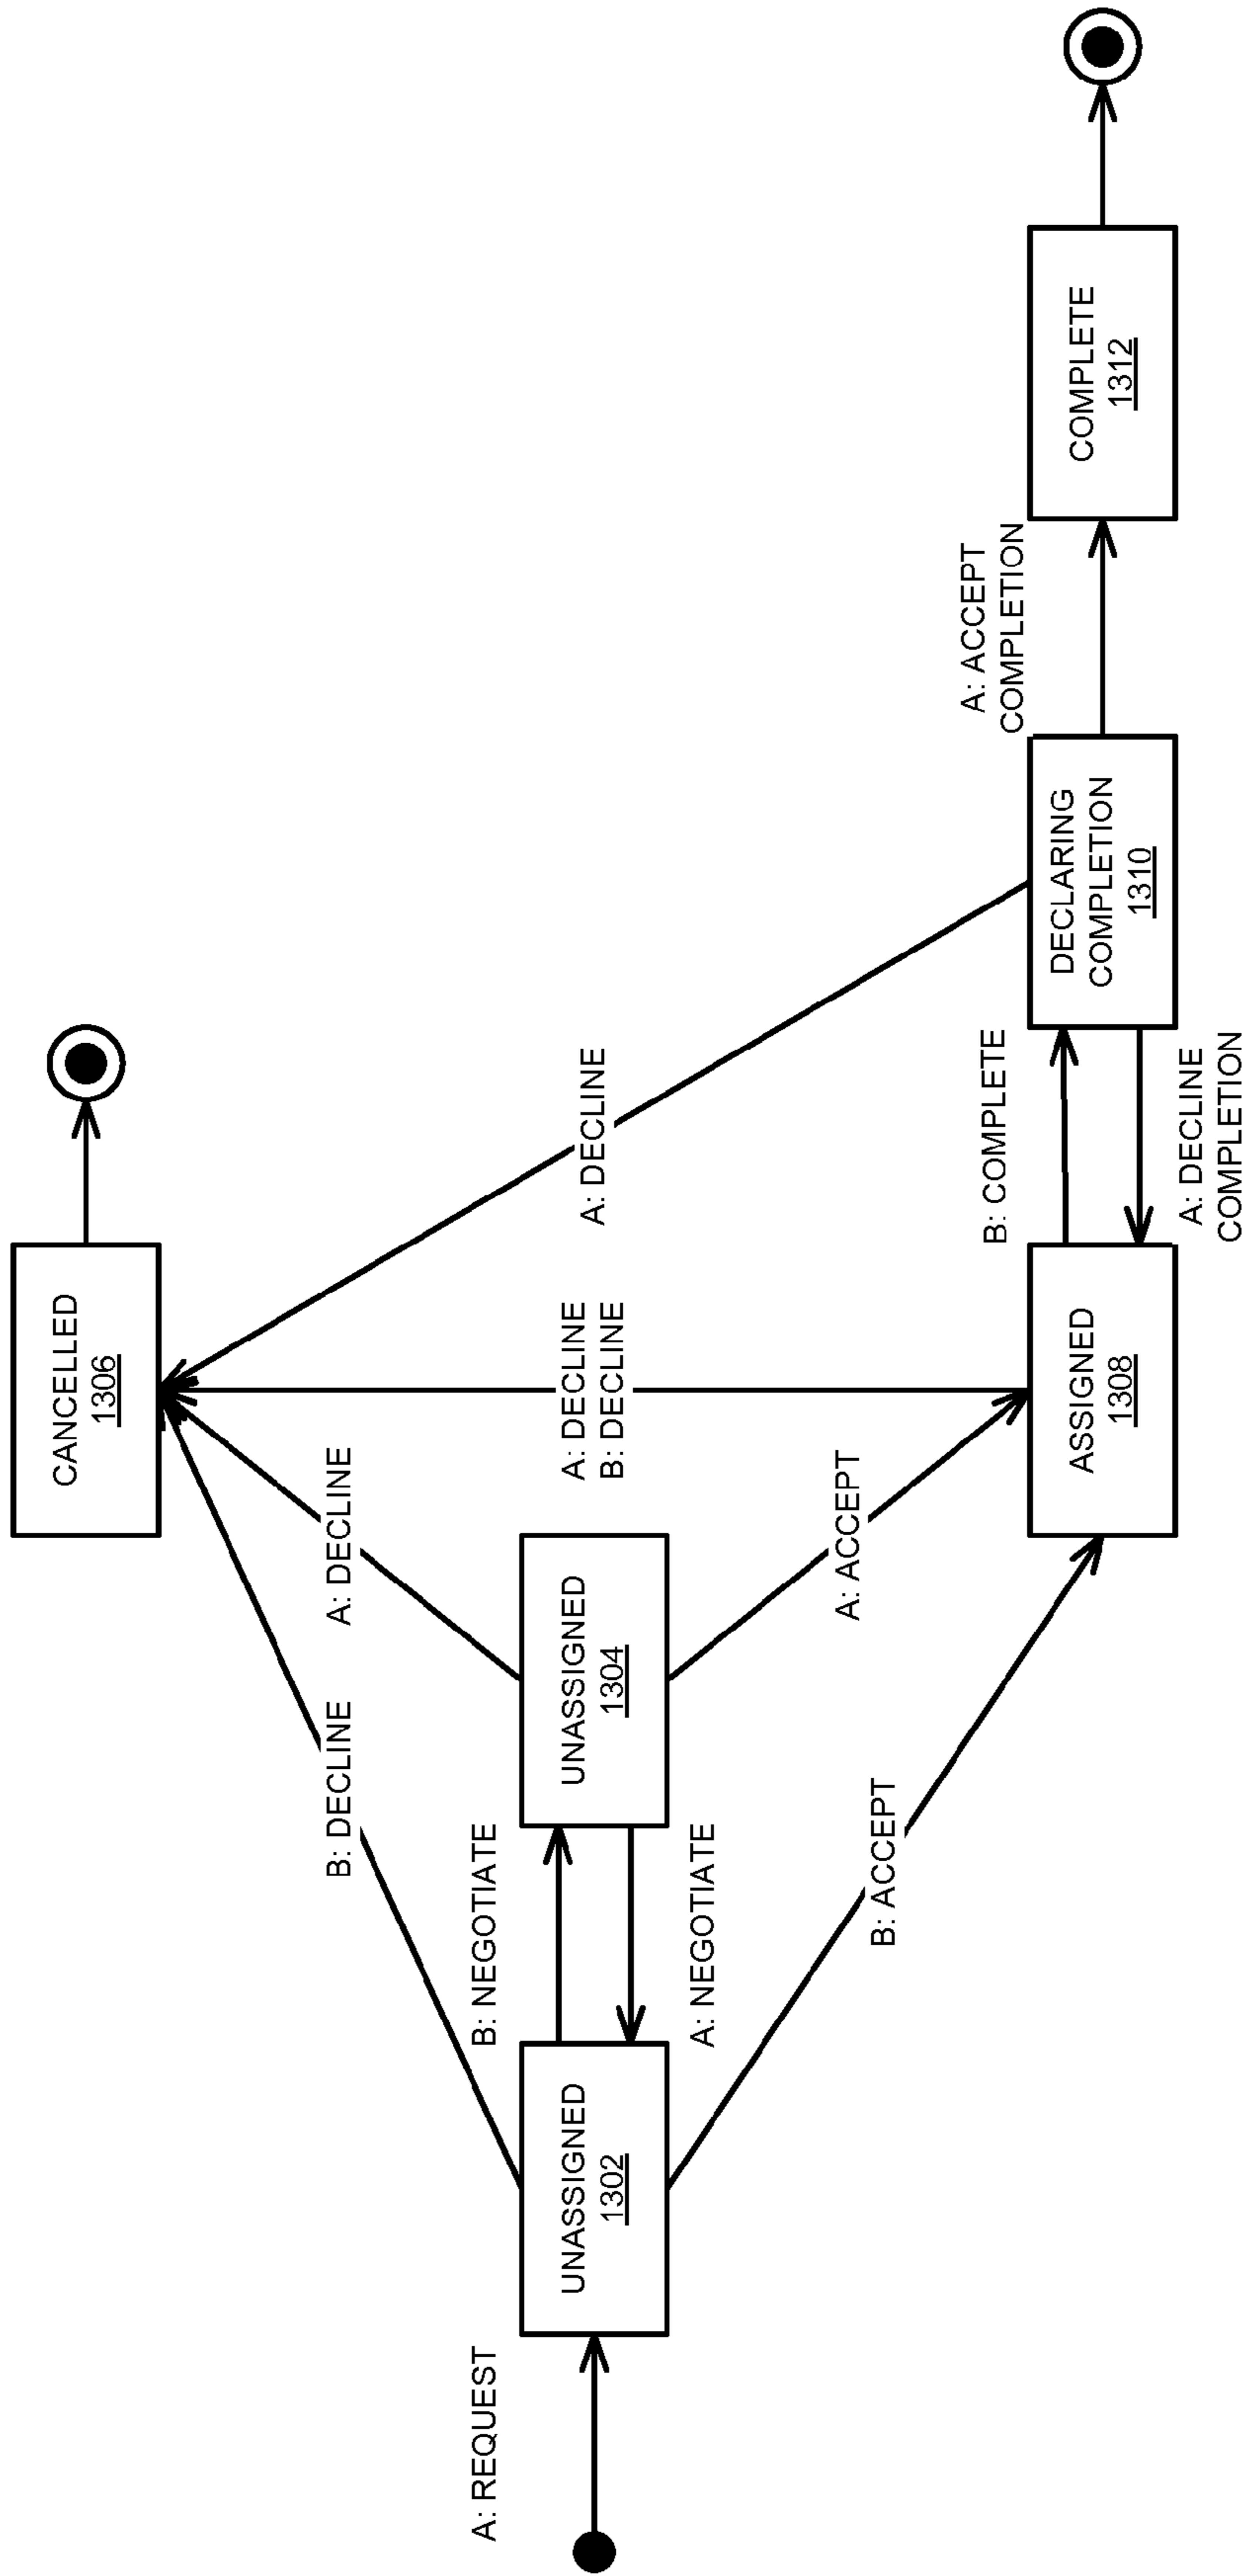 CANCELLED
1306
B: DECLINE
A: DECLINE
A: REQUEST
B: NEGOTIATE
UNASSIGNED
1302
UNASSIGNED
1304
A: NEGOTIATE
A: DECLINE
B: DECLINE
A: DECLINE
B: ACCEPT
A: ACCEPT
B: COMPLETE
A: ACCEPT
COMPLETION
ASSIGNED
1308
DECLARING
COMPLETION
1310
COMPLETE
1312
A: DECLINE
COMPLETION